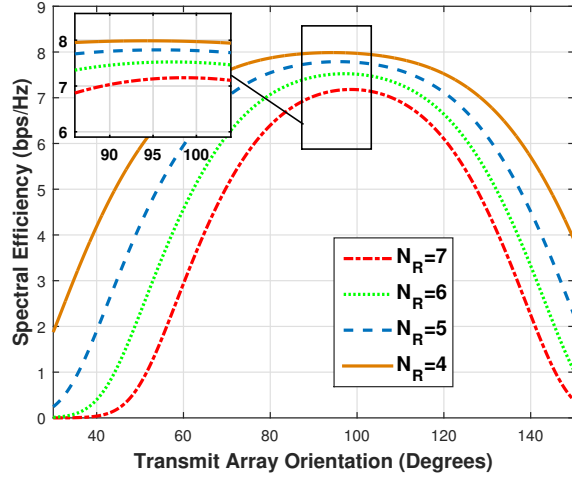 9
8
7
6
5
4
3
2
1
0
Spectral Efficiency (bps/Hz)
8
7
6
90 95 100
N_R=7
N_R=6
N_R=5
N_R=4
40 60 80 100 120 140
Transmit Array Orientation (Degrees)